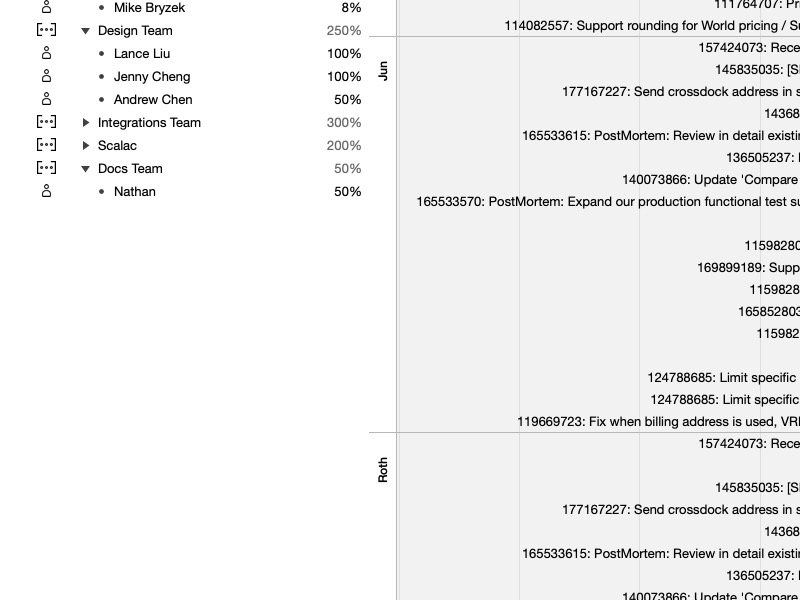 Mike Bryzek 8%
Design Team 250%
Lance Liu 100%
Jenny Cheng 100%
Andrew Chen 50%
Integrations Team 300%
Scalac 200%
Docs Team 50%
Nathan 50%
111764707:
114082557: Support rounding for World pricing /
Jun
157424073: Rece
145835035:
177167227: Send crossdock address in s
14368
165533615: PostMortem: Review in detail existin
136505237:
140073866: Update 'Compare
165533570: PostMortem: Expand our production functional test su
11598280
169899189: Supp
1159828
165852803
115982
124788685: Limit specific
124788685: Limit specific
119669723: Fix when billing address is used, VR
Roth
157424073: Rece
145835035:
177167227: Send crossdock address in s
14368
165533615: PostMortem: Review in detail existin
136505237:
140073866: Update 'Compare